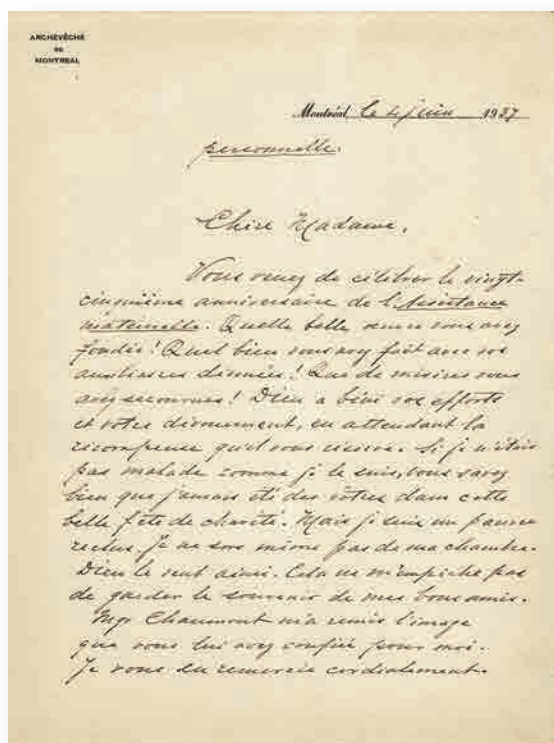 ARCHEVÊCHÉ
DE
MONTRÉAL
Montréal, le 4 juin 1937
personnelle.
Chère Madame,
Vous venez de célébrer le vingt-
cinquième anniversaire de l'Assistance
maternelle. Quelle belle œuvre vous avez
fondée! Quel bien vous avez fait avec vos
auxiliaires dévouées! Que de misères vous
avez secourues! Dieu a béni vos efforts
et votre dévouement, en attendant la
récompense qu'il vous réserve. Si je n'étais
pas malade comme je le suis, vous savez
bien que j'aurais été des vôtres dans cette
belle fête de charité. Mais je suis un pauvre
reclus. Je ne sors même pas de ma chambre.
Dieu le veut ainsi. Cela ne m'empêche pas
de garder le souvenir de mes bons amis.
Mgr Chaumont m'a remis l'image
que vous lui avez confiée pour moi.
Je vous en remercie cordialement.